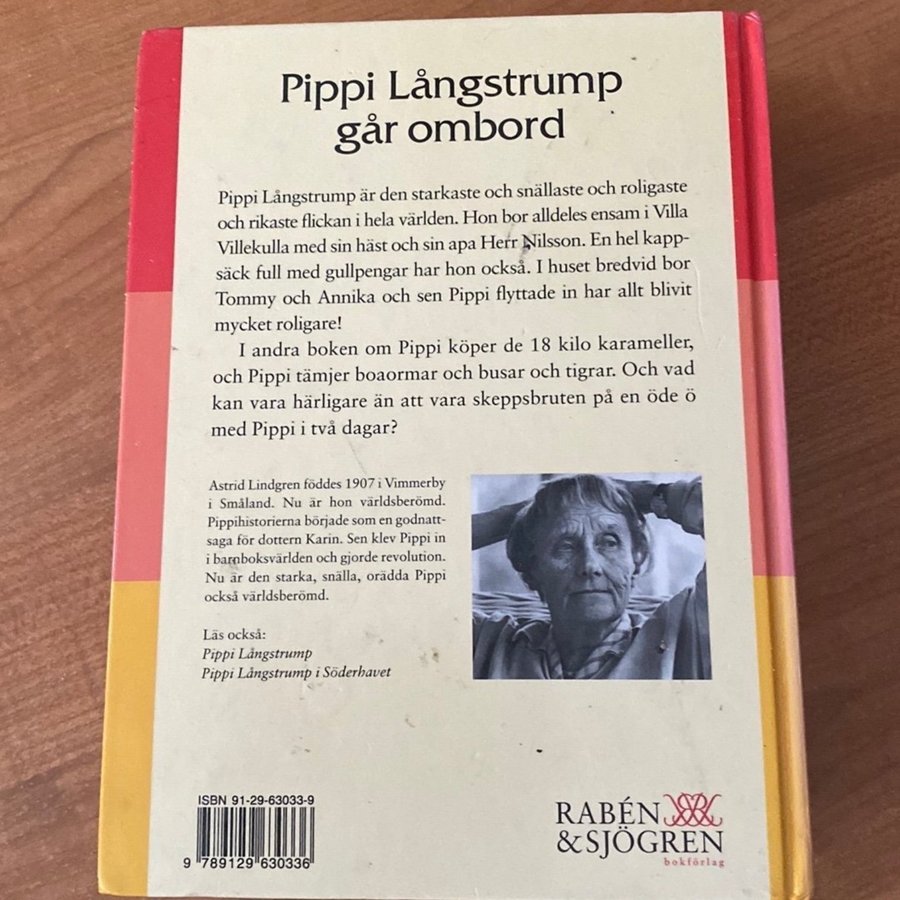 Pippi Långstrump
går ombord
Pippi Långstrump är den starkaste och snällaste och roligaste
och rikaste flickan i hela världen. Hon bor alldeles ensam i Villa
Villekulla med sin häst och sin apa Herr Nilsson. En hel kapp-
säck full med gullpengar har hon också. I huset bredvid bor
Tommy och Annika och sen Pippi flyttade in har allt blivit
mycket roligare!
I andra boken om Pippi köper de 18 kilo karameller,
och Pippi tämjer boaormar och busar och tigrar. Och vad
kan vara härligare än att vara skeppsbruten på en öde ö
med Pippi i två dagar?
Astrid Lindgren föddes 1907 i Vimmerby
i Småland. Nu är hon världsberömd.
Pippihistorierna började som en godnatt-
saga för dottern Karin. Sen klev Pippi in
i barnboksvärlden och gjorde revolution.
Nu är den starka, snälla, orädda Pippi
också världsberömd.
Läs också:
Pippi Långstrump
Pippi Långstrump i Söderhavet
ISBN 91-29-63033-9
9 789129 630336
RABÉN
&SJÖGREN
bokförlag